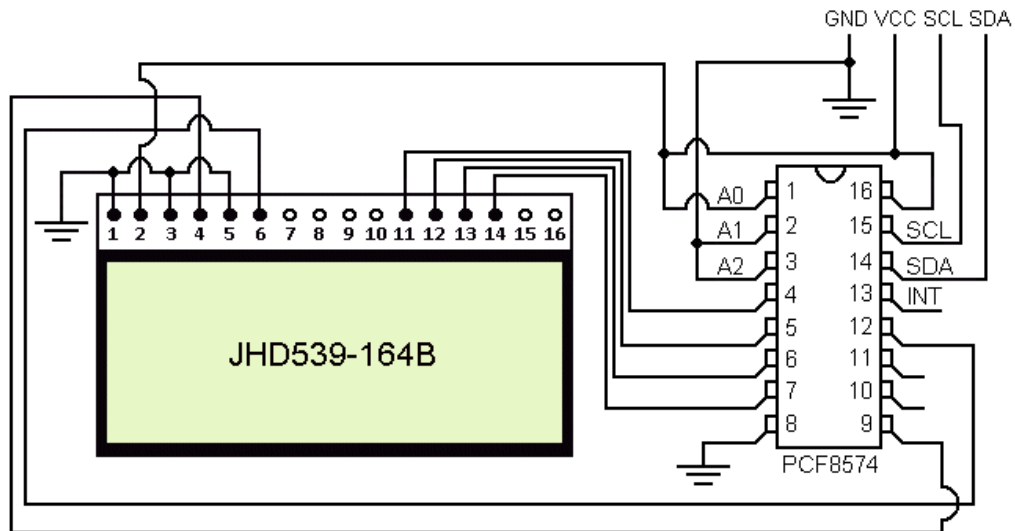 GND VCC SCL SDA
A0 1 16
A1 2 15 SCL
A2 3 14 SDA
4 13 INT
5 12
6 11
7 10
8 9
PCF8574
1 2 3 4 5 6 7 8 9 10 11 12 13 14 15 16
JHD539-164B